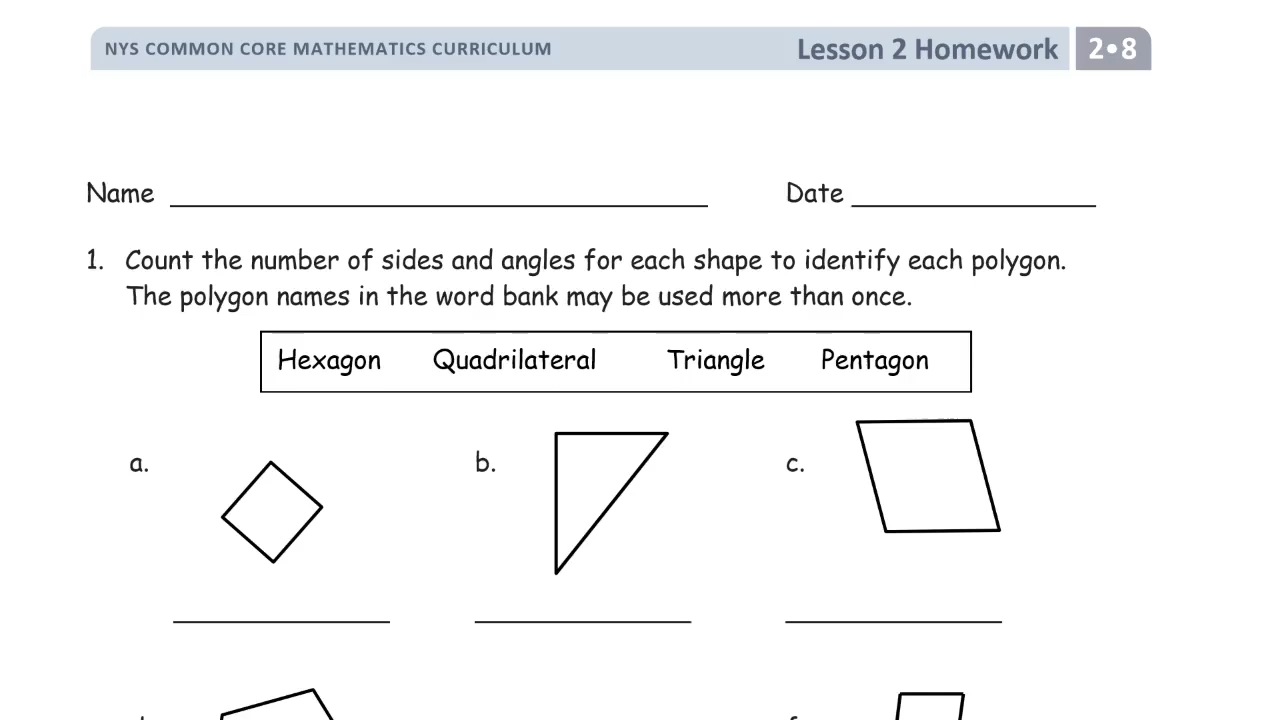 NYS COMMON CORE MATHEMATICS CURRICULUM
Lesson 2 Homework 2•8
Name Date
1. Count the number of sides and angles for each shape to identify each polygon.
The polygon names in the word bank may be used more than once.
Hexagon Quadrilateral Triangle Pentagon
a. b. c.